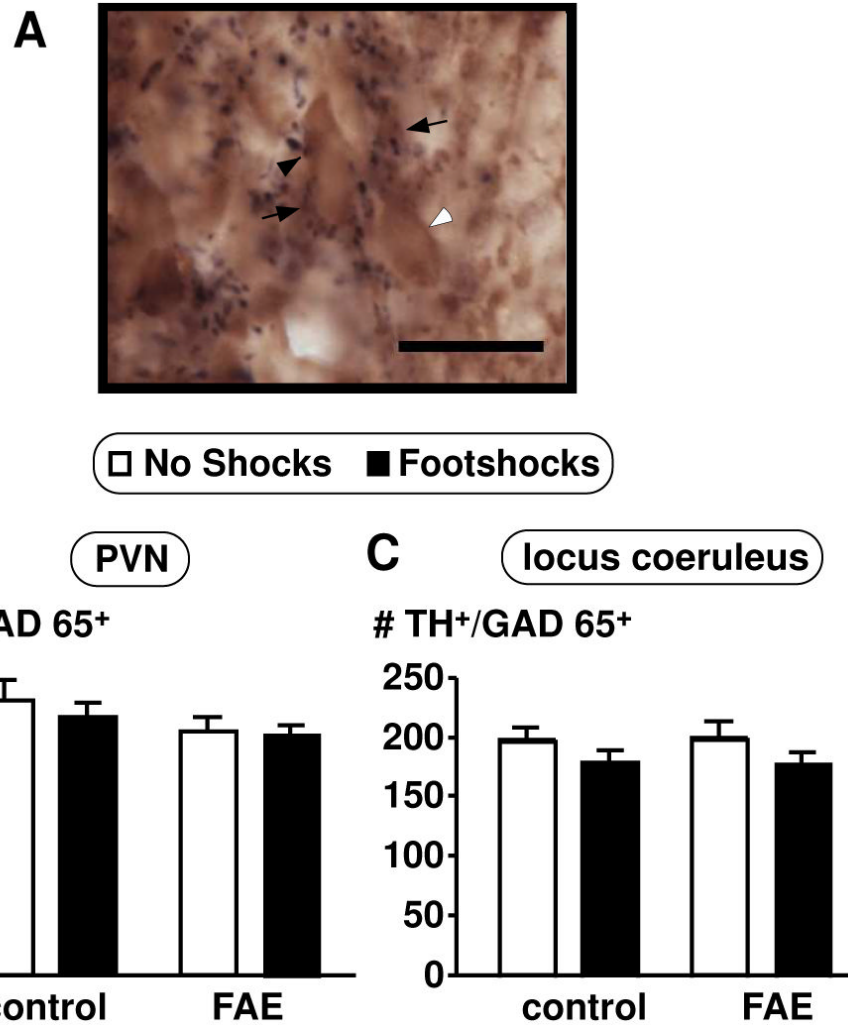 A
No Shocks Footshocks
PVN
C
locus coeruleus
AD 65+
# TH+/GAD 65+
250
200
150
100
50
0
control
FAE
control
FAE